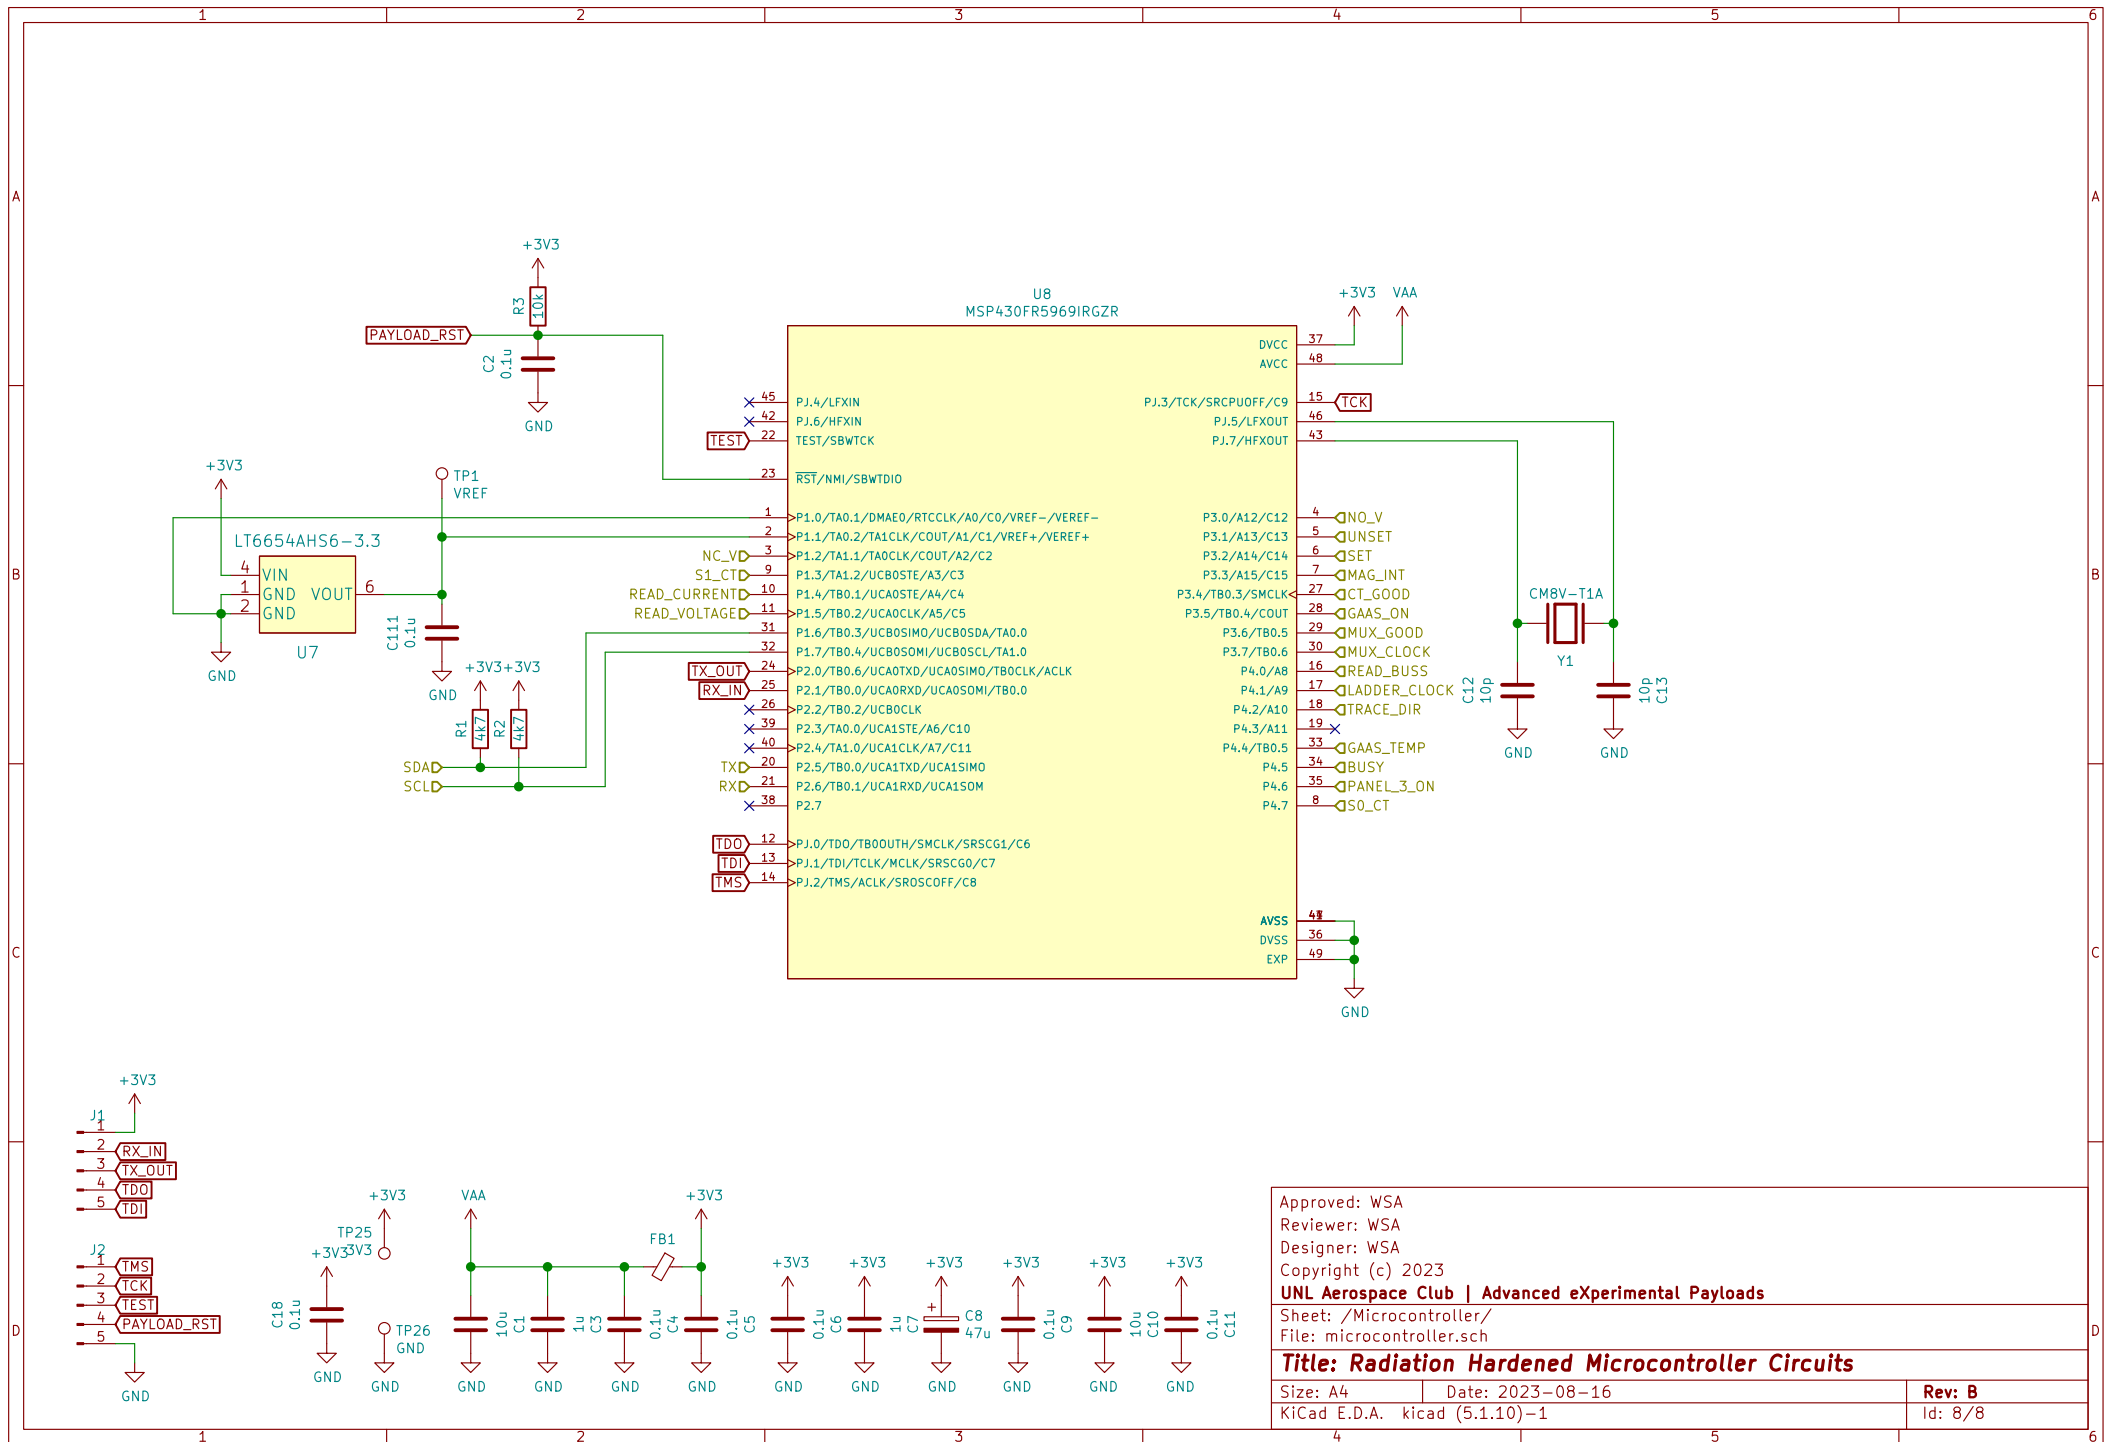 1 2 3 4 5 6
A A
B B
C C
D D
1 2 3 4 5 6
+3V3
R3
10k
PAYLOAD_RST
C2
0.1u
GND
U8
MSP430FR5969IRGZR
+3V3 VAA
37 DVCC
48 AVCC
45 PJ.4/LFXIN
42 PJ.6/HFXIN
TEST 22 TEST/SBWTCK
23 RST/NMI/SBWTDIO
1 P1.0/TA0.1/DMAE0/RTCCLK/A0/C0/VREF-/VEREF-
2 P1.1/TA0.2/TA1CLK/COUT/A1/C1/VREF+/VEREF+
NC_V 3 P1.2/TA1.1/TA0CLK/COUT/A2/C2
S1_CT 9 P1.3/TA1.2/UCB0STE/A3/C3
READ_CURRENT 10 P1.4/TB0.1/UCA0STE/A4/C4
READ_VOLTAGE 11 P1.5/TB0.2/UCA0CLK/A5/C5
31 P1.6/TB0.3/UCB0SIMO/UCB0SDA/TA0.0
32 P1.7/TB0.4/UCB0SOMI/UCB0SCL/TA1.0
TX_OUT 24 P2.0/TB0.6/UCA0TXD/UCA0SIMO/TB0CLK/ACLK
RX_IN 25 P2.1/TB0.0/UCA0RXD/UCA0SOMI/TB0.0
26 P2.2/TB0.2/UCB0CLK
39 P2.3/TA0.0/UCA1STE/A6/C10
40 P2.4/TA1.0/UCA1CLK/A7/C11
TX 20 P2.5/TB0.0/UCA1TXD/UCA1SIMO
RX 21 P2.6/TB0.1/UCA1RXD/UCA1SOM
38 P2.7
TDO 12 PJ.0/TDO/TB0OUTH/SMCLK/SRSCG1/C6
TDI 13 PJ.1/TDI/TCLK/MCLK/SRSCG0/C7
TMS 14 PJ.2/TMS/ACLK/SROSCOFF/C8
PJ.3/TCK/SRCPUOFF/C9 15 TCK
PJ.5/LFXOUT 46
PJ.7/HFXOUT 43
P3.0/A12/C12 4 NO_V
P3.1/A13/C13 5 UNSET
P3.2/A14/C14 6 SET
P3.3/A15/C15 7 MAG_INT
P3.4/TB0.3/SMCLK 27 CT_GOOD
P3.5/TB0.4/COUT 28 GAAS_ON
P3.6/TB0.5 29 MUX_GOOD
P3.7/TB0.6 30 MUX_CLOCK
P4.0/A8 16 READ_BUSS
P4.1/A9 17 LADDER_CLOCK
P4.2/A10 18 TRACE_DIR
P4.3/A11 19
P4.4/TB0.5 33 GAAS_TEMP
P4.5 34 BUSY
P4.6 35 PANEL_3_ON
P4.7 8 S0_CT
AVSS
DVSS 36
EXP 49
GND
CM8V-T1A
Y1
C12
10p
10p
C13
GND GND
+3V3
TP1
VREF
LT6654AHS6-3.3
4 VIN
1 GND VOUT 6
2 GND
U7
GND
C111
0.1u
GND
+3V3 +3V3
R1
4k7
R2
4k7
SDA
SCL
+3V3
J1
1
2 RX_IN
3 TX_OUT
4 TDO
5 TDI
J2
1 TMS
2 TCK
3 TEST
4 PAYLOAD_RST
5
GND
+3V3
TP25
3V3
+3V3
C18
0.1u
GND
TP26
GND
GND
VAA
FB1
+3V3
10u
C1
1u
C3
0.1u
C4
0.1u
C5
GND GND GND GND
+3V3 +3V3 +3V3 +3V3 +3V3 +3V3
0.1u
C6
1u
C7
+
C8
47u
0.1u
C9
10u
C10
0.1u
C11
GND GND GND GND GND GND
Approved: WSA
Reviewer: WSA
Designer: WSA
Copyright (c) 2023
UNL Aerospace Club | Advanced eXperimental Payloads
Sheet: /Microcontroller/
File: microcontroller.sch
Title: Radiation Hardened Microcontroller Circuits
Size: A4 Date: 2023-08-16 Rev: B
KiCad E.D.A. kicad (5.1.10)-1 Id: 8/8